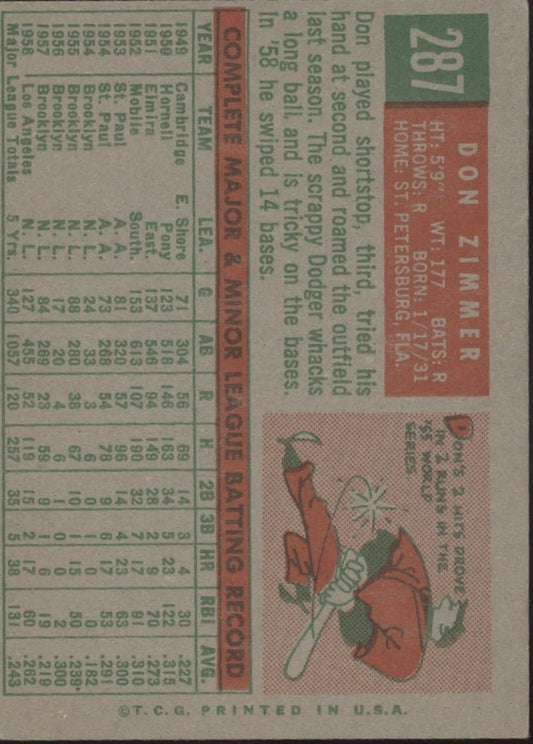 287
DON ZIMMER
HT: 5'9" WT: 177 BATS: R
THROWS: R BORN: 1/17/31
HOME: ST. PETERSBURG, FLA.
Don played shortstop, third, tried his
hand at second and roamed the outfield
last season. The scrappy Dodger whacks
a long ball, and is tricky on the bases.
In '58 he swiped 14 bases.
DON'S 2 HITS DROVE
IN 2 RUNS IN THE
'55 WORLD
SERIES
COMPLETE MAJOR & MINOR LEAGUE BATTING RECORD
YEAR TEAM LEA. G AB R H 2B 3B HR RBI AVG.
1949 Cambridge E. Shore 71 304 56 69 14 3 4 30 .227
1950 Hornell Pony 123 518 146 163 34 5 23 122 .315
1951 Elmira East. 137 546 94 149 28 2 9 70 .273
1952 Mobile South. 153 613 107 190 32 7 17 91 .310
1953 St. Paul A. A. 81 320 57 96 14 4 23 63 .300
1954 St. Paul A. A. 73 268 54 78 9 6 17 53 .291
1954 Brooklyn N. L. 24 33 3 6 0 1 0 0 .182
1955 Brooklyn N. L. 88 280 38 67 10 1 15 50 .239
1956 Brooklyn N. L. 17 20 4 6 1 0 0 2 .300
1957 Brooklyn N. L. 84 269 23 59 9 1 6 19 .219
1958 Los Angeles N. L. 127 455 52 119 15 2 17 60 .262
Major League Totals 5 Yrs. 340 1057 120 257 35 5 38 131 .243
©T.C.G. PRINTED IN U.S.A.